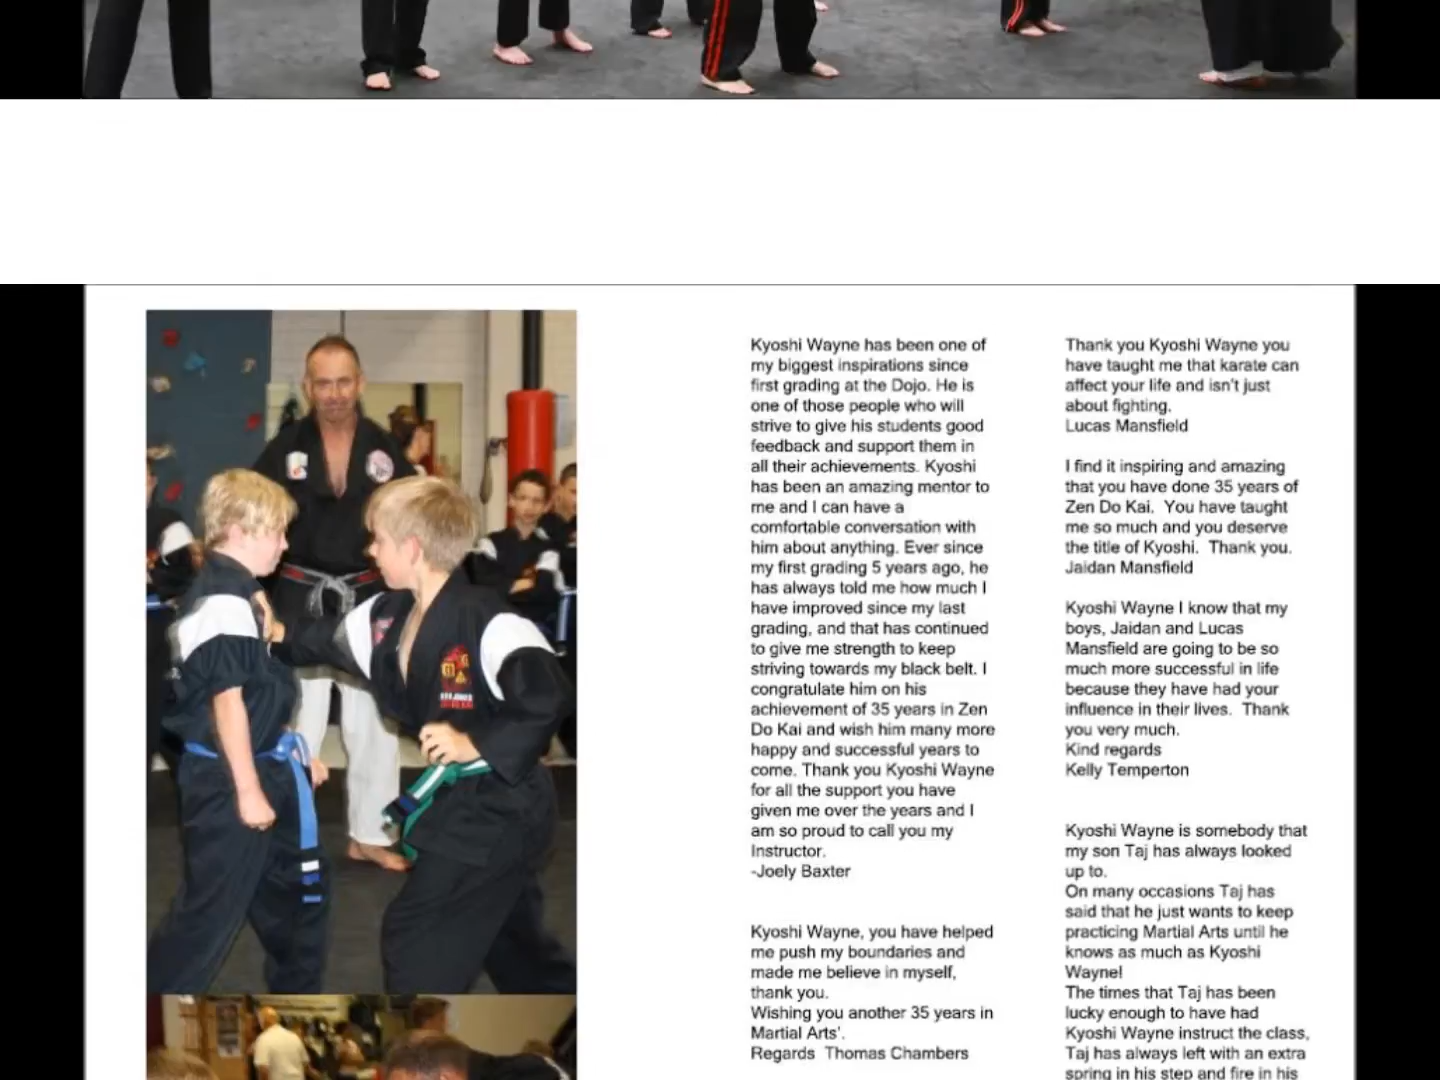 Kyoshi Wayne has been one of
my biggest inspirations since
first grading at the Dojo. He is
one of those people who will
strive to give his students good
feedback and support them in
all their achievements. Kyoshi
has been an amazing mentor to
me and I can have a
comfortable conversation with
him about anything. Ever since
my first grading 5 years ago, he
has always told me how much I
have improved since my last
grading, and that has continued
to give me strength to keep
striving towards my black belt. I
congratulate him on his
achievement of 35 years in Zen
Do Kai and wish him many more
happy and successful years to
come. Thank you Kyoshi Wayne
for all the support you have
given me over the years and I
am so proud to call you my
Instructor.
-Joely Baxter
Kyoshi Wayne, you have helped
me push my boundaries and
made me believe in myself,
thank you.
Wishing you another 35 years in
Martial Arts'.
Regards  Thomas Chambers
Thank you Kyoshi Wayne you
have taught me that karate can
affect your life and isn't just
about fighting.
Lucas Mansfield
I find it inspiring and amazing
that you have done 35 years of
Zen Do Kai.  You have taught
me so much and you deserve
the title of Kyoshi.  Thank you.
Jaidan Mansfield
Kyoshi Wayne I know that my
boys, Jaidan and Lucas
Mansfield are going to be so
much more successful in life
because they have had your
influence in their lives.  Thank
you very much.
Kind regards
Kelly Temperton
Kyoshi Wayne is somebody that
my son Taj has always looked
up to.
On many occasions Taj has
said that he just wants to keep
practicing Martial Arts until he
knows as much as Kyoshi
Wayne!
The times that Taj has been
lucky enough to have had
Kyoshi Wayne instruct the class,
Taj has always left with an extra
spring in his step and fire in his